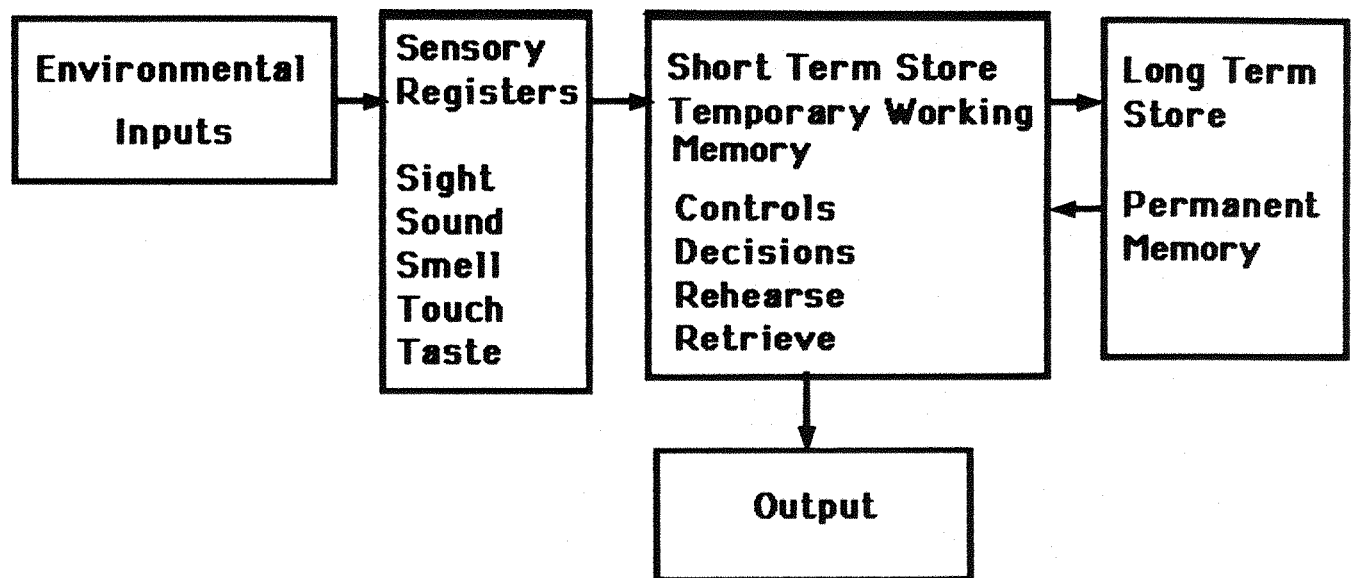 Environmental
Inputs
Sensory
Registers
Sight
Sound
Smell
Touch
Taste
Short Term Store
Temporary Working
Memory
Controls
Decisions
Rehearse
Retrieve
Long Term
Store
Permanent
Memory
Output